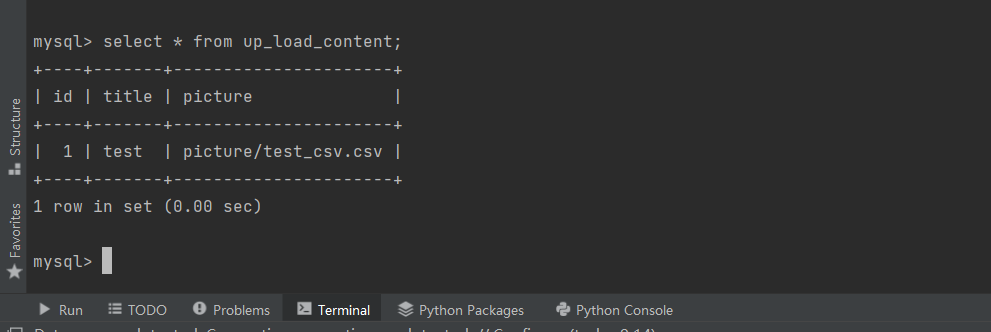 mysql> select * from up_load_content;
+----+-------+----------------------+
| id | title | picture              |
+----+-------+----------------------+
|  1 | test  | picture/test_csv.csv |
+----+-------+----------------------+
1 row in set (0.00 sec)
mysql>
Structure
Favorites
Run TODO Problems Terminal Python Packages Python Console